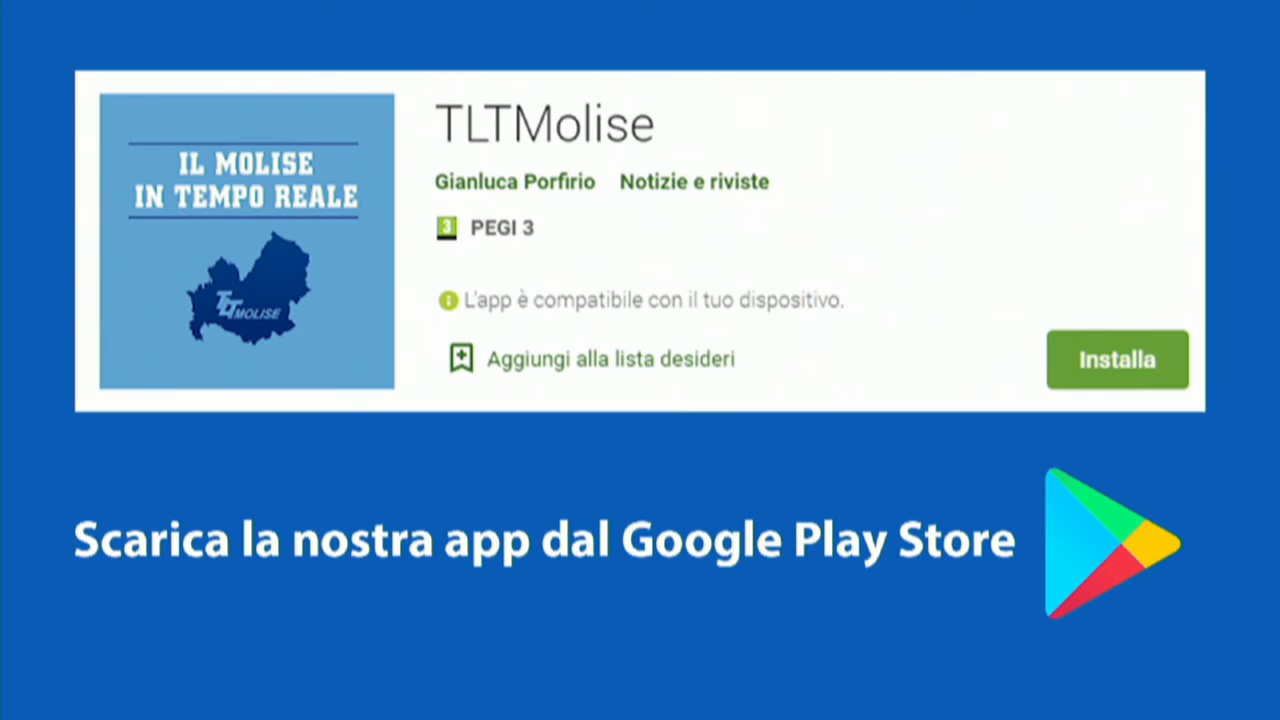 IL MOLISE
IN TEMPO REALE
TLT MOLISE
TLTMolise
Gianluca Porfirio Notizie e riviste
3 PEGI 3
L'app è compatibile con il tuo dispositivo.
Aggiungi alla lista desideri
Installa
Scarica la nostra app dal Google Play Store